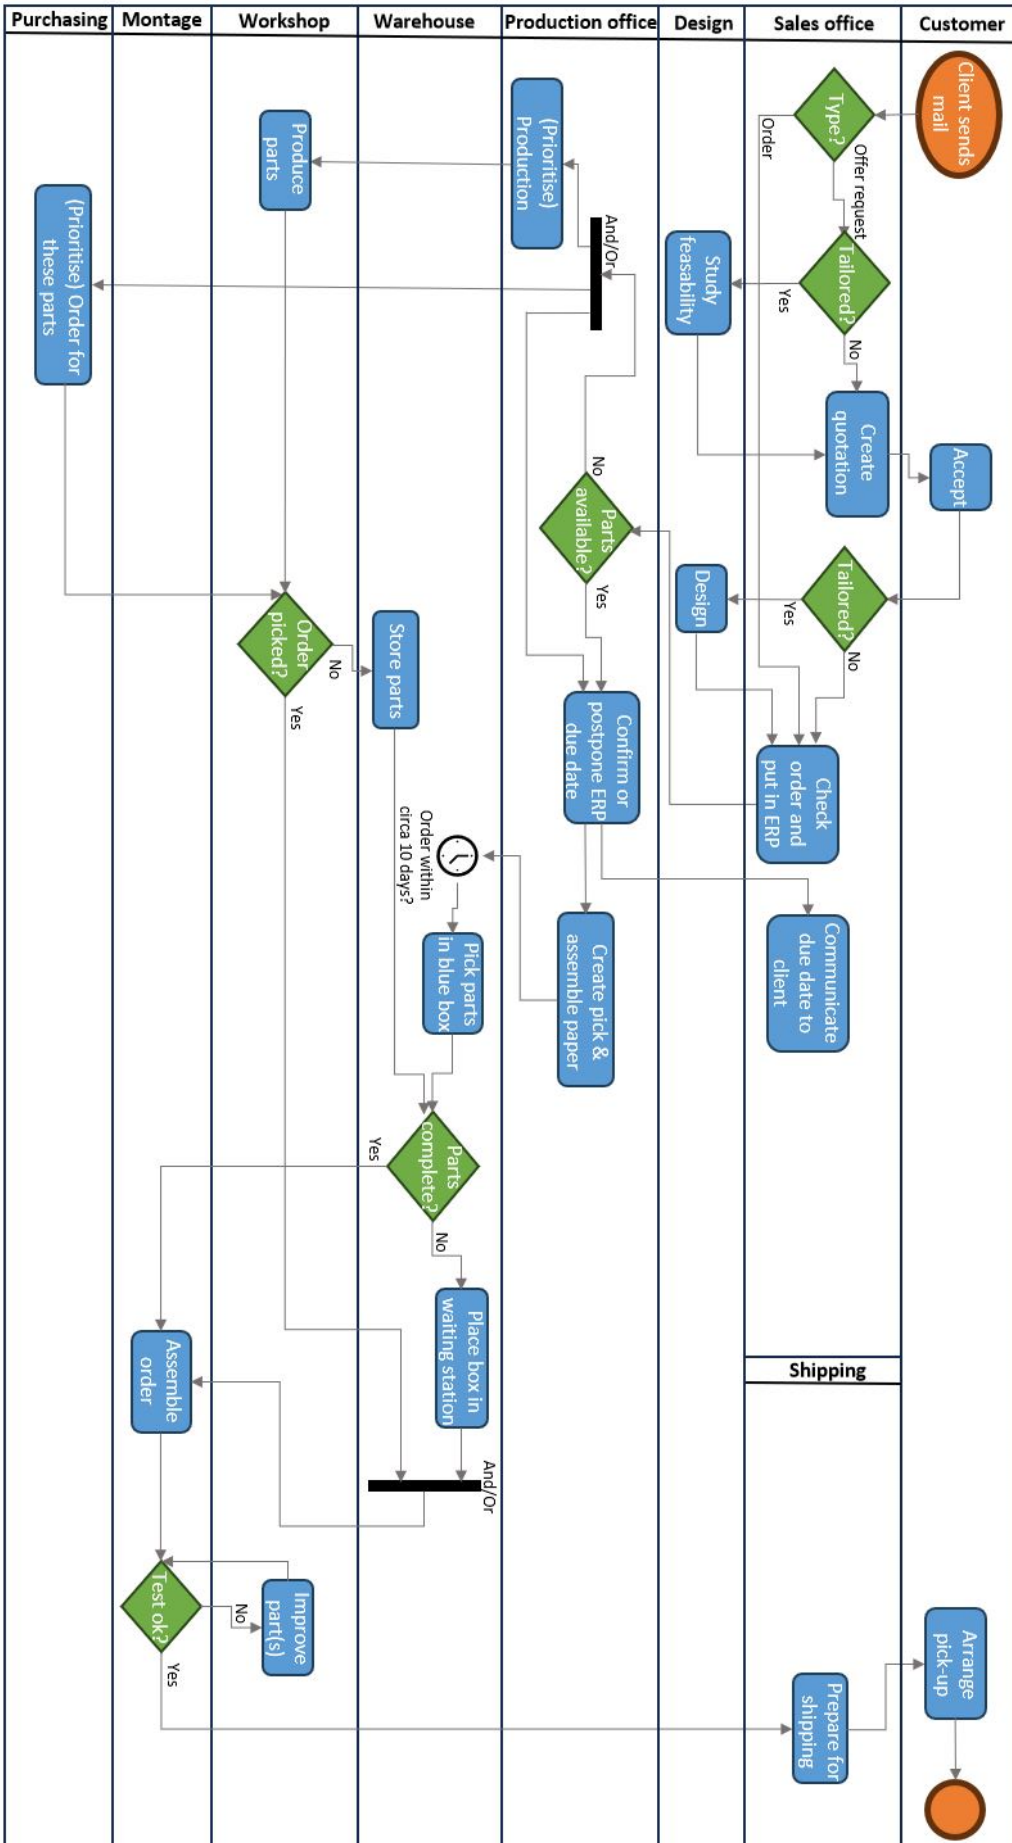 Purchasing
Montage
Workshop
Warehouse
Production office
Design
Sales office
Customer
Client sends
mail
Type?
Order
Offer request
Tailored?
Yes
No
Study
feasability
Create
quotation
Accept
Tailored?
Yes
No
Design
Check
order and
put in ERP
Parts
available?
No
Yes
And/Or
(Prioritise)
Production
Produce
parts
(Prioritise) Order for
these parts
Confirm or
postpone ERP
due date
Communicate
due date to
client
Create pick &
assemble paper
Order
picked?
No
Yes
Store parts
Order within
circa 10 days?
Pick parts
in blue box
Parts
complete?
Yes
No
Place box in
waiting station
And/Or
Assemble
order
Test ok?
No
Yes
Improve
part(s)
Shipping
Prepare for
shipping
Arrange
pick-up